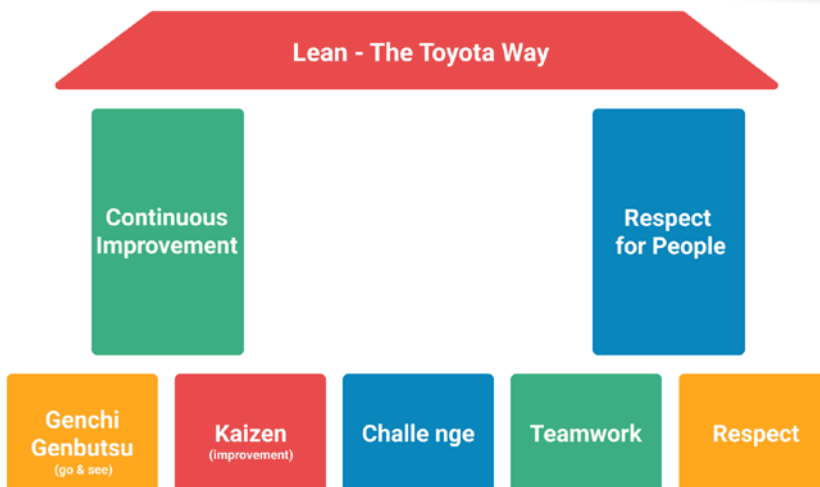 Lean - The Toyota Way
Continuous
Improvement
Respect
for People
Genchi
Genbutsu
(go & see)
Kaizen
(improvement)
Challe nge
Teamwork
Respect